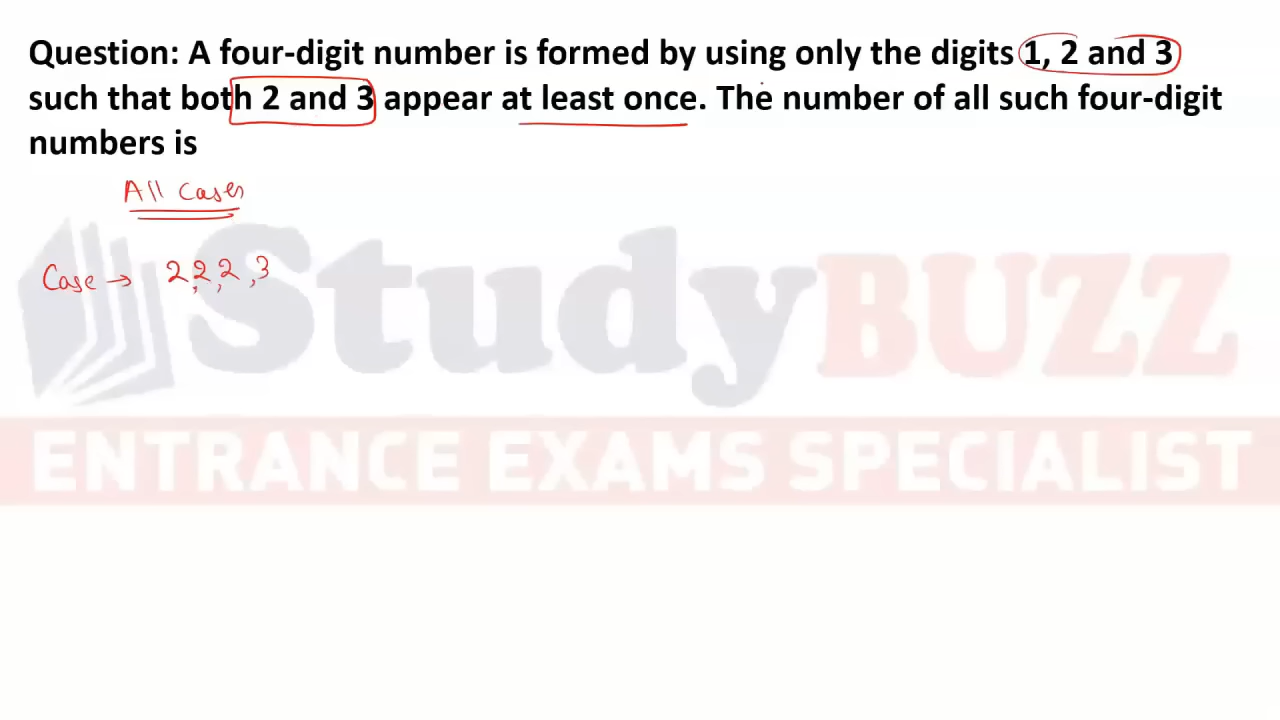 Question: A four-digit number is formed by using only the digits 1, 2 and 3
such that both 2 and 3 appear at least once. The number of all such four-digit
numbers is
All Cases
Case → 2,2,2,3
StudyBUZZ
ENTRANCE EXAMS SPECIALIST